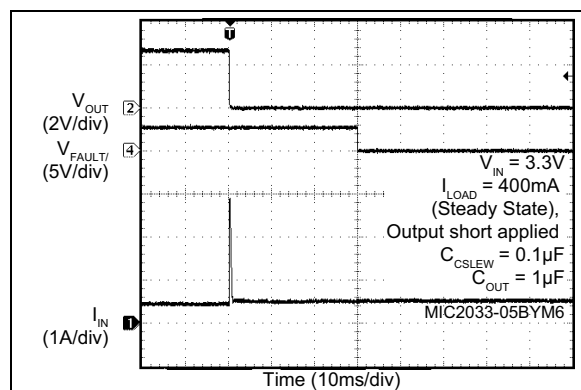 T
V_OUT
(2V/div)
2
V_FAULT/
(5V/div)
4
V_IN = 3.3V
I_LOAD = 400mA
(Steady State),
Output short applied
C_CSLEW = 0.1µF
C_OUT = 1µF
MIC2033-05BYM6
I_IN
(1A/div)
1
Time (10ms/div)